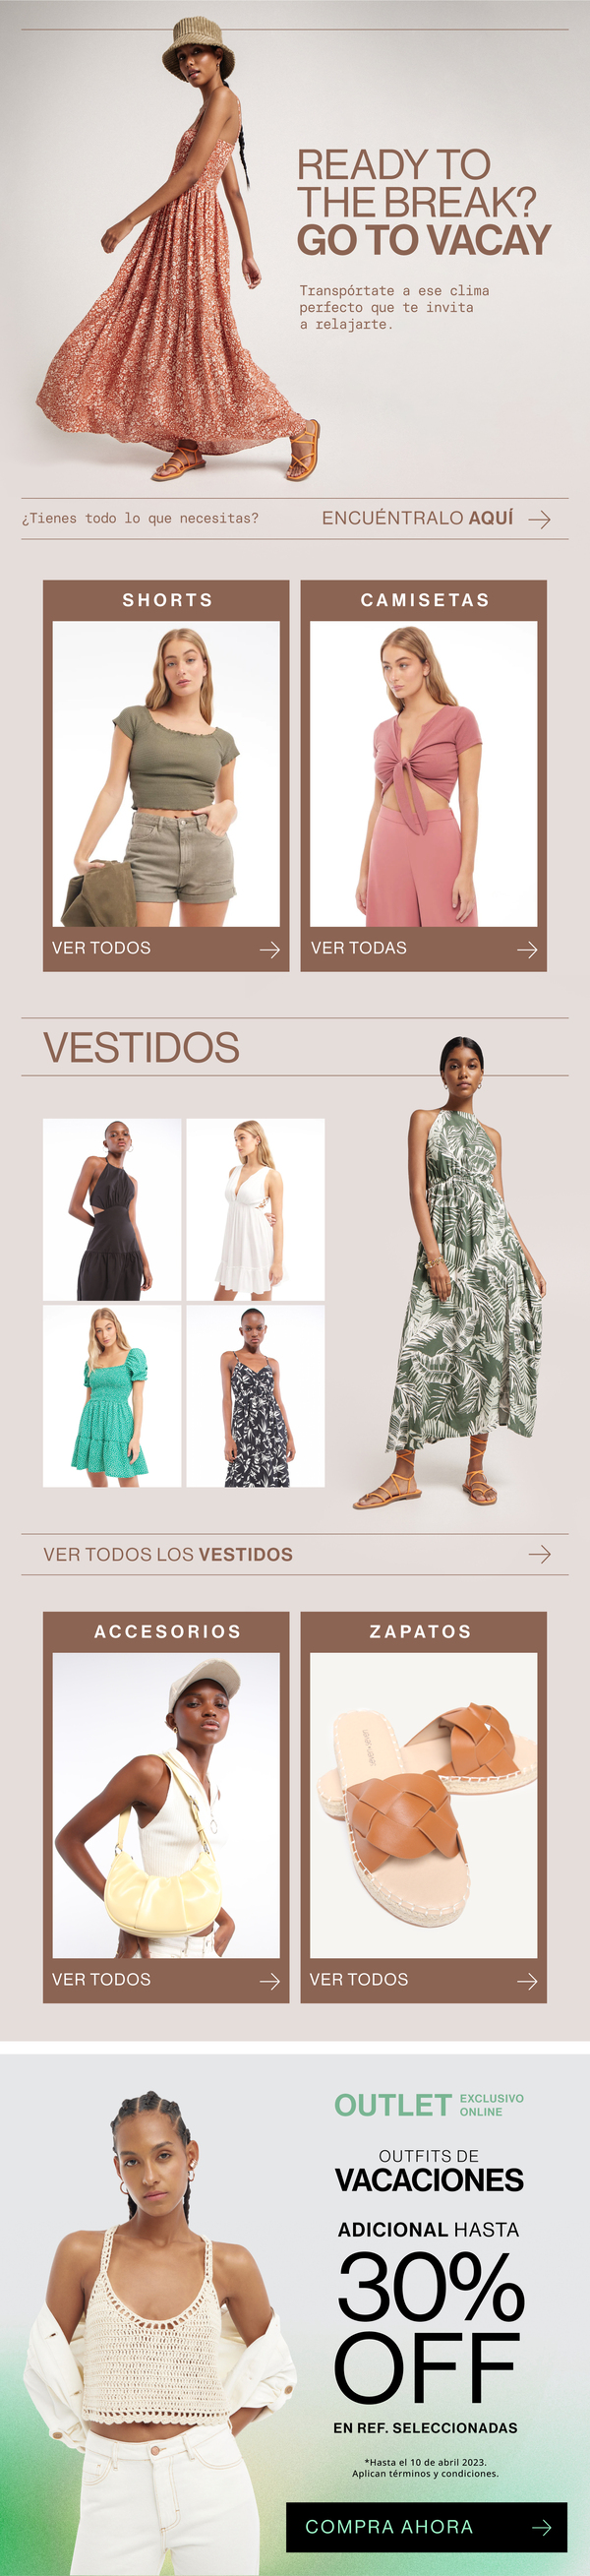 READY TO
THE BREAK?
GO TO VACAY
Transpórtate a ese clima
perfecto que te invita
a relajarte.
¿Tienes todo lo que necesitas?
ENCUÉNTRALO AQUÍ
SHORTS
CAMISETAS
VER TODOS
VER TODAS
VESTIDOS
VER TODOS LOS VESTIDOS
ACCESORIOS
ZAPATOS
VER TODOS
VER TODOS
OUTLET EXCLUSIVO
ONLINE
OUTFITS DE
VACACIONES
ADICIONAL HASTA
30%
OFF
EN REF. SELECCIONADAS
*Hasta el 10 de abril 2023.
Aplican términos y condiciones.
COMPRA AHORA